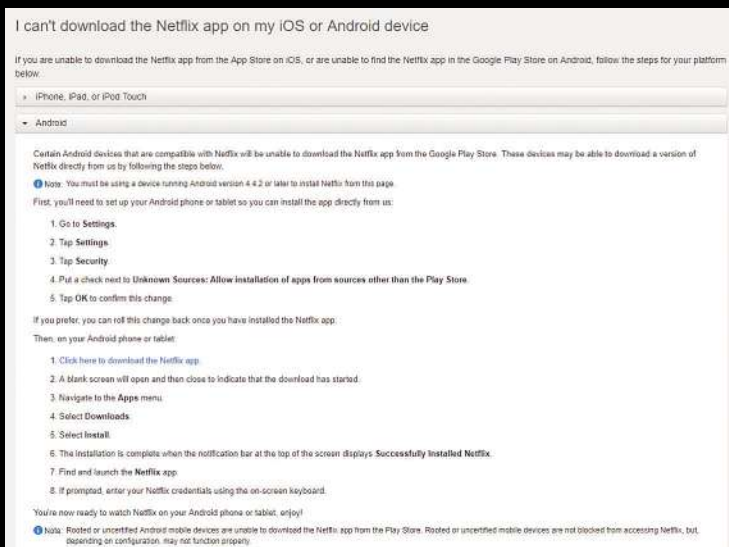 I can't download the Netflix app on my iOS or Android device
If you are unable to download the Netflix app from the App Store on iOS, or are unable to find the Netflix app in the Google Play Store on Android, follow the steps for your platform
below.
iPhone, iPad, or iPod Touch
Android
Certain Android devices that are compatible with Netflix will be unable to download the Netflix app from the Google Play Store. These devices may be able to download a version of
Netflix directly from us by following the steps below.
Note: You must be using a device running Android version 4.4.2 or later to install Netflix from this page.
First, you'll need to set up your Android phone or tablet so you can install the app directly from us:
1. Go to Settings.
2. Tap Settings.
3. Tap Security.
4. Put a check next to Unknown Sources: Allow installation of apps from sources other than the Play Store.
5. Tap OK to confirm this change.
If you prefer, you can roll this change back once you have installed the Netflix app.
Then, on your Android phone or tablet:
1. Click here to download the Netflix app.
2. A blank screen will open and then close to indicate that the download has started.
3. Navigate to the Apps menu.
4. Select Downloads.
5. Select Install.
6. The installation is complete when the notification bar at the top of the screen displays Successfully Installed Netflix.
7. Find and launch the Netflix app.
8. If prompted, enter your Netflix credentials using the on-screen keyboard.
You're now ready to watch Netflix on your Android phone or tablet, enjoy!
Note: Rooted or uncertified Android mobile devices are unable to download the Netflix app from the Play Store. Rooted or uncertified mobile devices are not blocked from accessing Netflix, but,
depending on configuration, may not function properly.